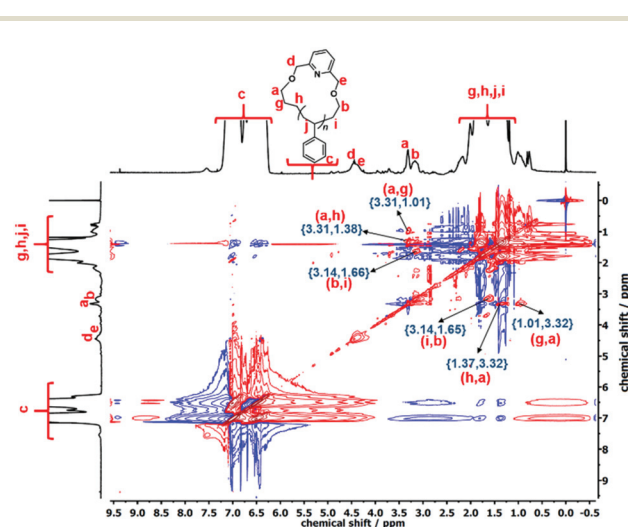 d
e
N
O
O
a
g
h
b
j
n
i
c
c
g,h,j,i
a
b
d
e
(a,g)
{3.31,1.01}
(a,h)
{3.31,1.38}
{3.14,1.66}
(b,i)
{3.14,1.65}
(i,b)
{1.01,3.32}
(g,a)
{1.37,3.32}
(h,a)
g,h,j,i
a
b
d
e
c
0
1
2
3
4
5
6
7
8
9
chemical shift / ppm
9.5 9.0 8.5 8.0 7.5 7.0 6.5 6.0 5.5 5.0 4.5 4.0 3.5 3.0 2.5 2.0 1.5 1.0 0.5 0.0 -0.5
chemical shift / ppm